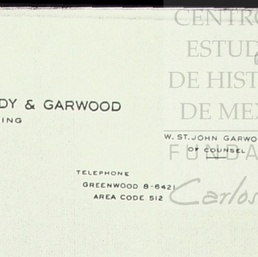 CENTRO
ESTUD
DE HIST
DE MEX
DY & GARWOOD
ING
W. ST. JOHN GARWO
OF COUNSEL
FUNDA
TELEPHONE
GREENWOOD 8-6421
AREA CODE 512
Carlos